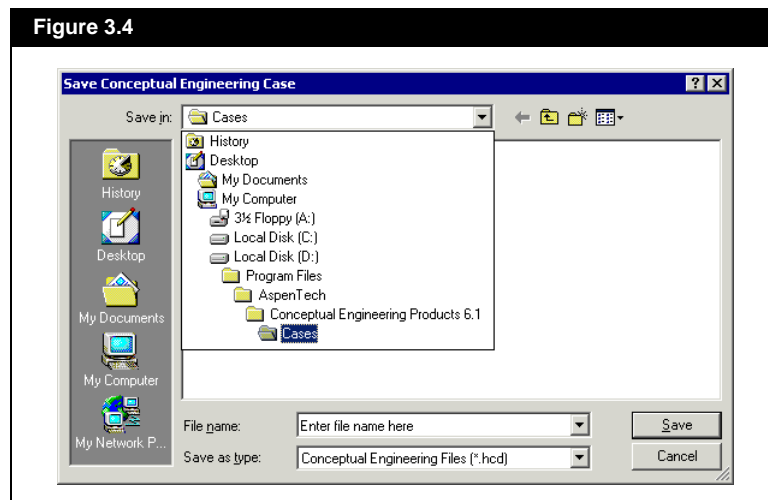 Figure 3.4
Save Conceptual Engineering Case
Save in: Cases
History
Desktop
My Documents
My Computer
3½ Floppy (A:)
Local Disk (C:)
Local Disk (D:)
Program Files
AspenTech
Conceptual Engineering Products 6.1
Cases
History
Desktop
My Documents
My Computer
My Network P...
File name: Enter file name here
Save
Save as type: Conceptual Engineering Files (*.hcd)
Cancel